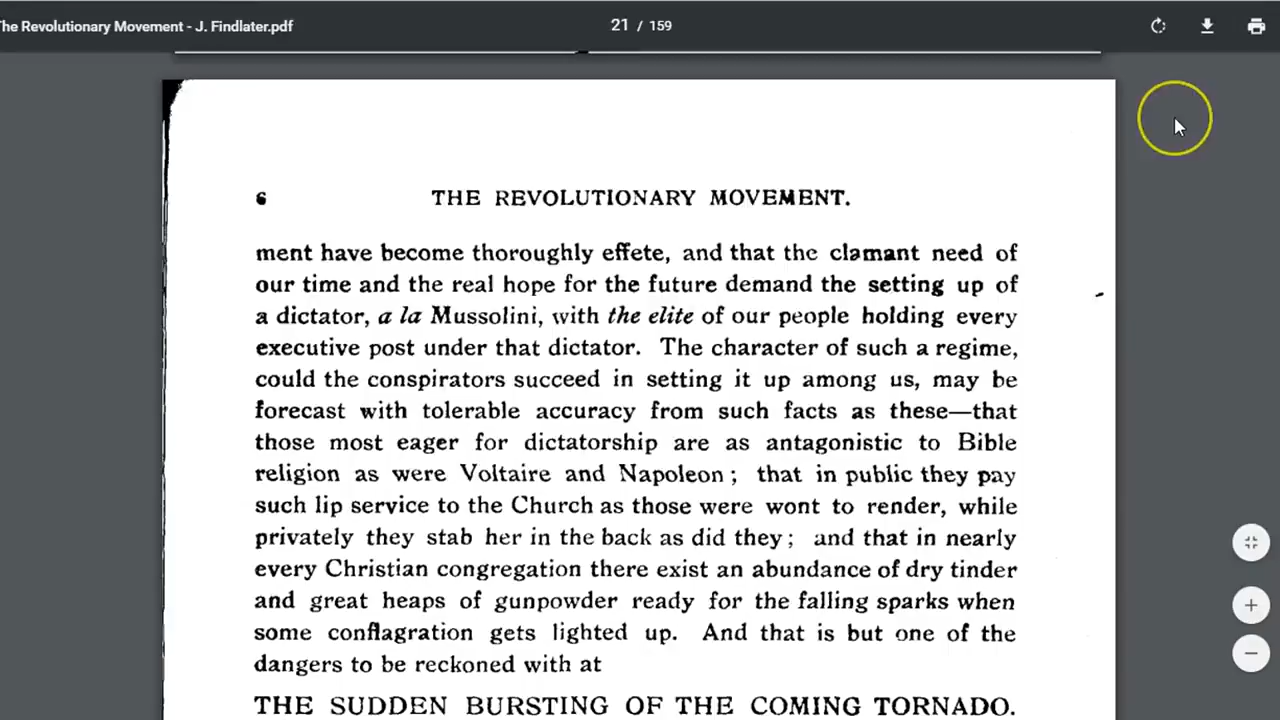 The Revolutionary Movement - J. Findlater.pdf
21 / 159
6 THE REVOLUTIONARY MOVEMENT.
ment have become thoroughly effete, and that the clamant need of
our time and the real hope for the future demand the setting up of
a dictator, a la Mussolini, with the elite of our people holding every
executive post under that dictator. The character of such a regime,
could the conspirators succeed in setting it up among us, may be
forecast with tolerable accuracy from such facts as these—that
those most eager for dictatorship are as antagonistic to Bible
religion as were Voltaire and Napoleon; that in public they pay
such lip service to the Church as those were wont to render, while
privately they stab her in the back as did they; and that in nearly
every Christian congregation there exist an abundance of dry tinder
and great heaps of gunpowder ready for the falling sparks when
some conflagration gets lighted up. And that is but one of the
dangers to be reckoned with at
THE SUDDEN BURSTING OF THE COMING TORNADO.